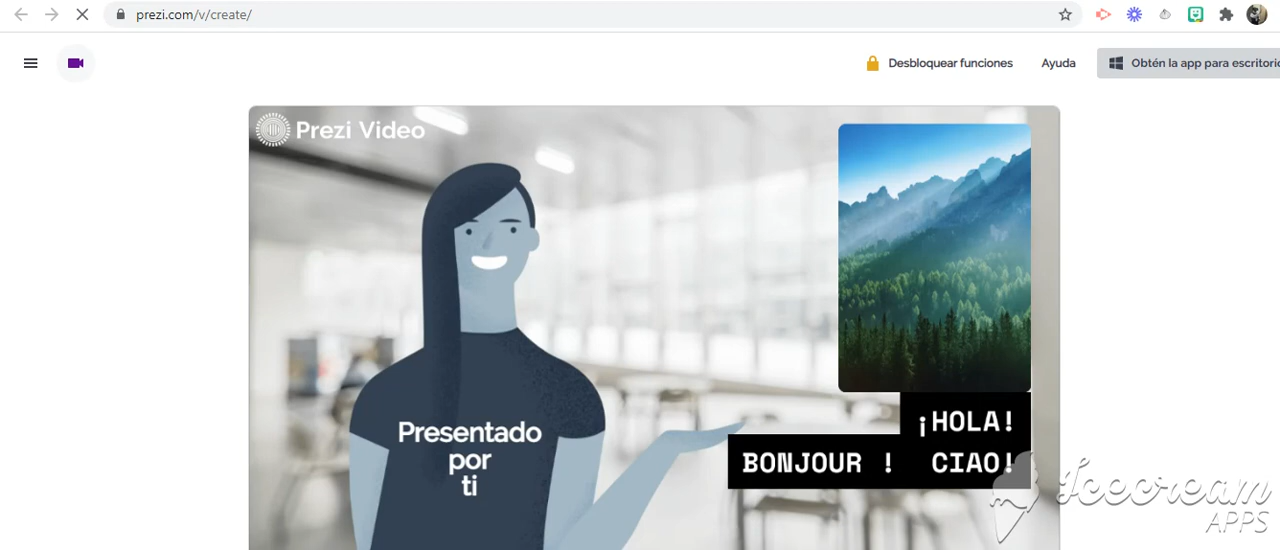 prezi.com/v/create/
Desbloquear funciones
Ayuda
Obtén la app para escritorio
Prezi Video
Presentado
por
ti
¡HOLA!
BONJOUR ! CIAO!
Icecream
APPS